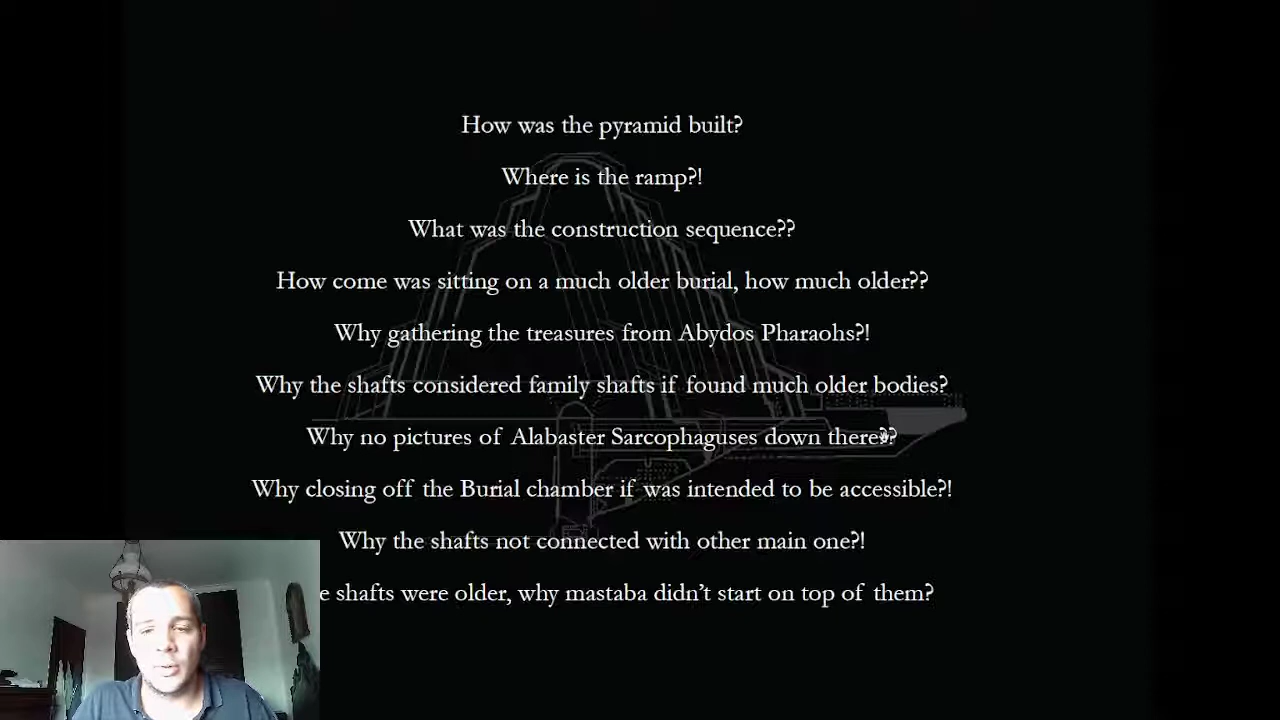 How was the pyramid built?
Where is the ramp?!
What was the construction sequence??
How come was sitting on a much older burial, how much older??
Why gathering the treasures from Abydos Pharaohs?!
Why the shafts considered family shafts if found much older bodies?
Why no pictures of Alabaster Sarcophaguses down there??
Why closing off the Burial chamber if was intended to be accessible?!
Why the shafts not connected with other main one?!
shafts were older, why mastaba didn't start on top of them?